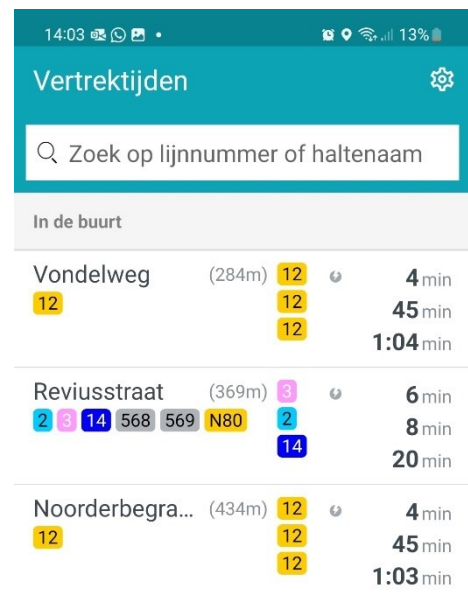 14:03 13%
Vertrektijden
Zoek op lijnnummer of haltenaam
In de buurt
Vondelweg (284m) 12 4 min
12 12 45 min
12 1:04 min
Reviusstraat (369m) 3 6 min
2 3 14 568 569 N80 2 8 min
14 20 min
Noorderbegra... (434m) 12 4 min
12 12 45 min
12 1:03 min